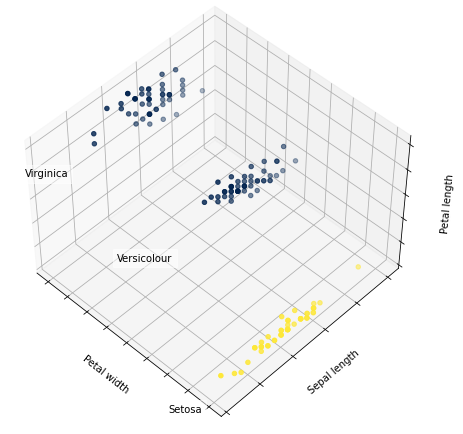 Virginica
Versicolour
Setosa
Petal width
Sepal length
Petal length